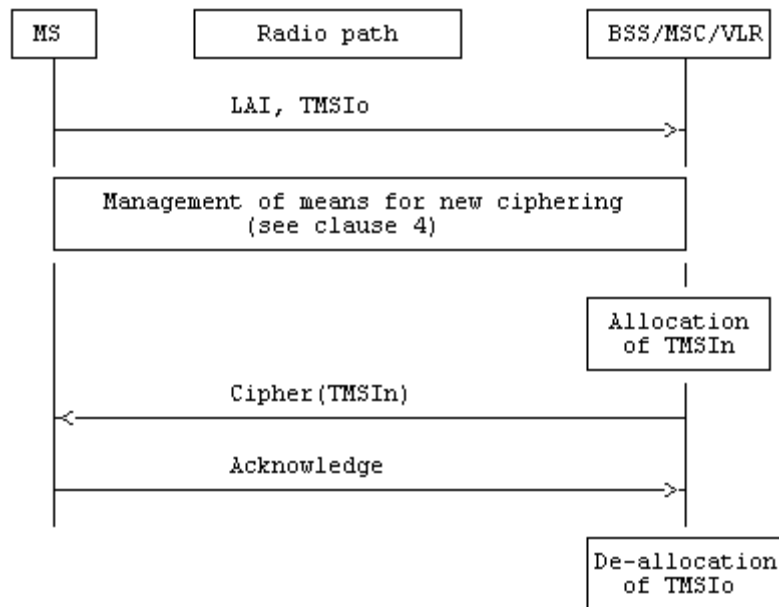 MS
Radio path
BSS/MSC/VLR
LAI, TMSIo
Management of means for new ciphering
(see clause 4)
Allocation
of TMSIn
Cipher(TMSIn)
Acknowledge
De-allocation
of TMSIo